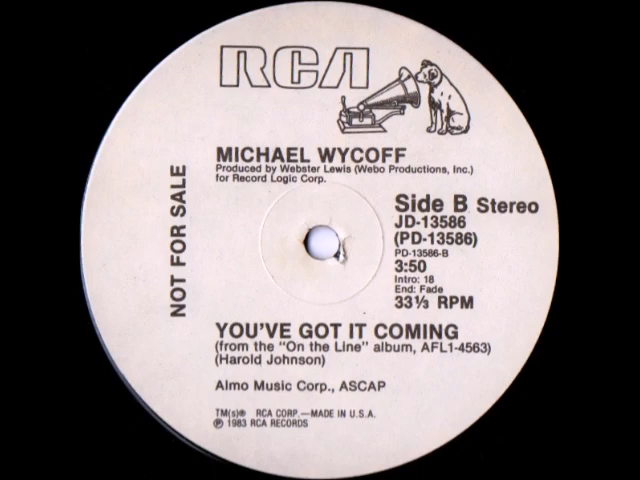 RCA
MICHAEL WYCOFF
Produced by Webster Lewis (Webo Productions, Inc.)
for Record Logic Corp.
NOT FOR SALE
Side B Stereo
JD-13586
(PD-13586)
PD-13586-B
3:50
Intro: 18
End: Fade
33⅓ RPM
YOU'VE GOT IT COMING
(from the "On the Line" album, AFL1-4563)
(Harold Johnson)
Almo Music Corp., ASCAP
TM(s)® RCA CORP.—MADE IN U.S.A.
℗ 1983 RCA RECORDS